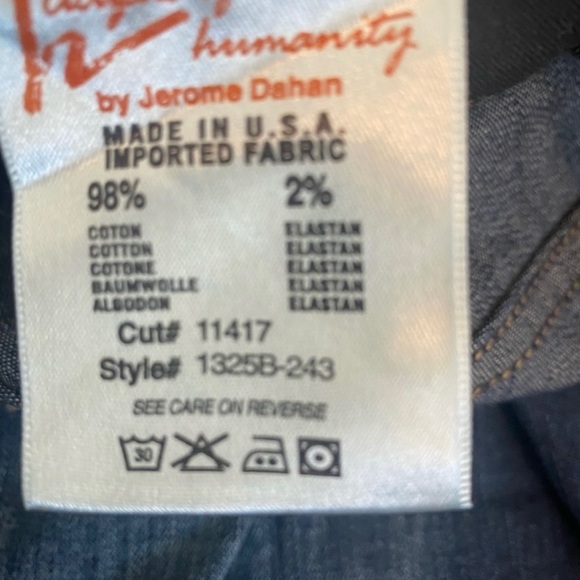 humanity
by Jerome Dahan
MADE IN U.S.A.
IMPORTED FABRIC
98% 2%
COTON ELASTAN
COTTON ELASTAN
COTONE ELASTAN
BAUMWOLLE ELASTAN
ALGODON ELASTAN
Cut# 11417
Style# 1325B-243
SEE CARE ON REVERSE
30